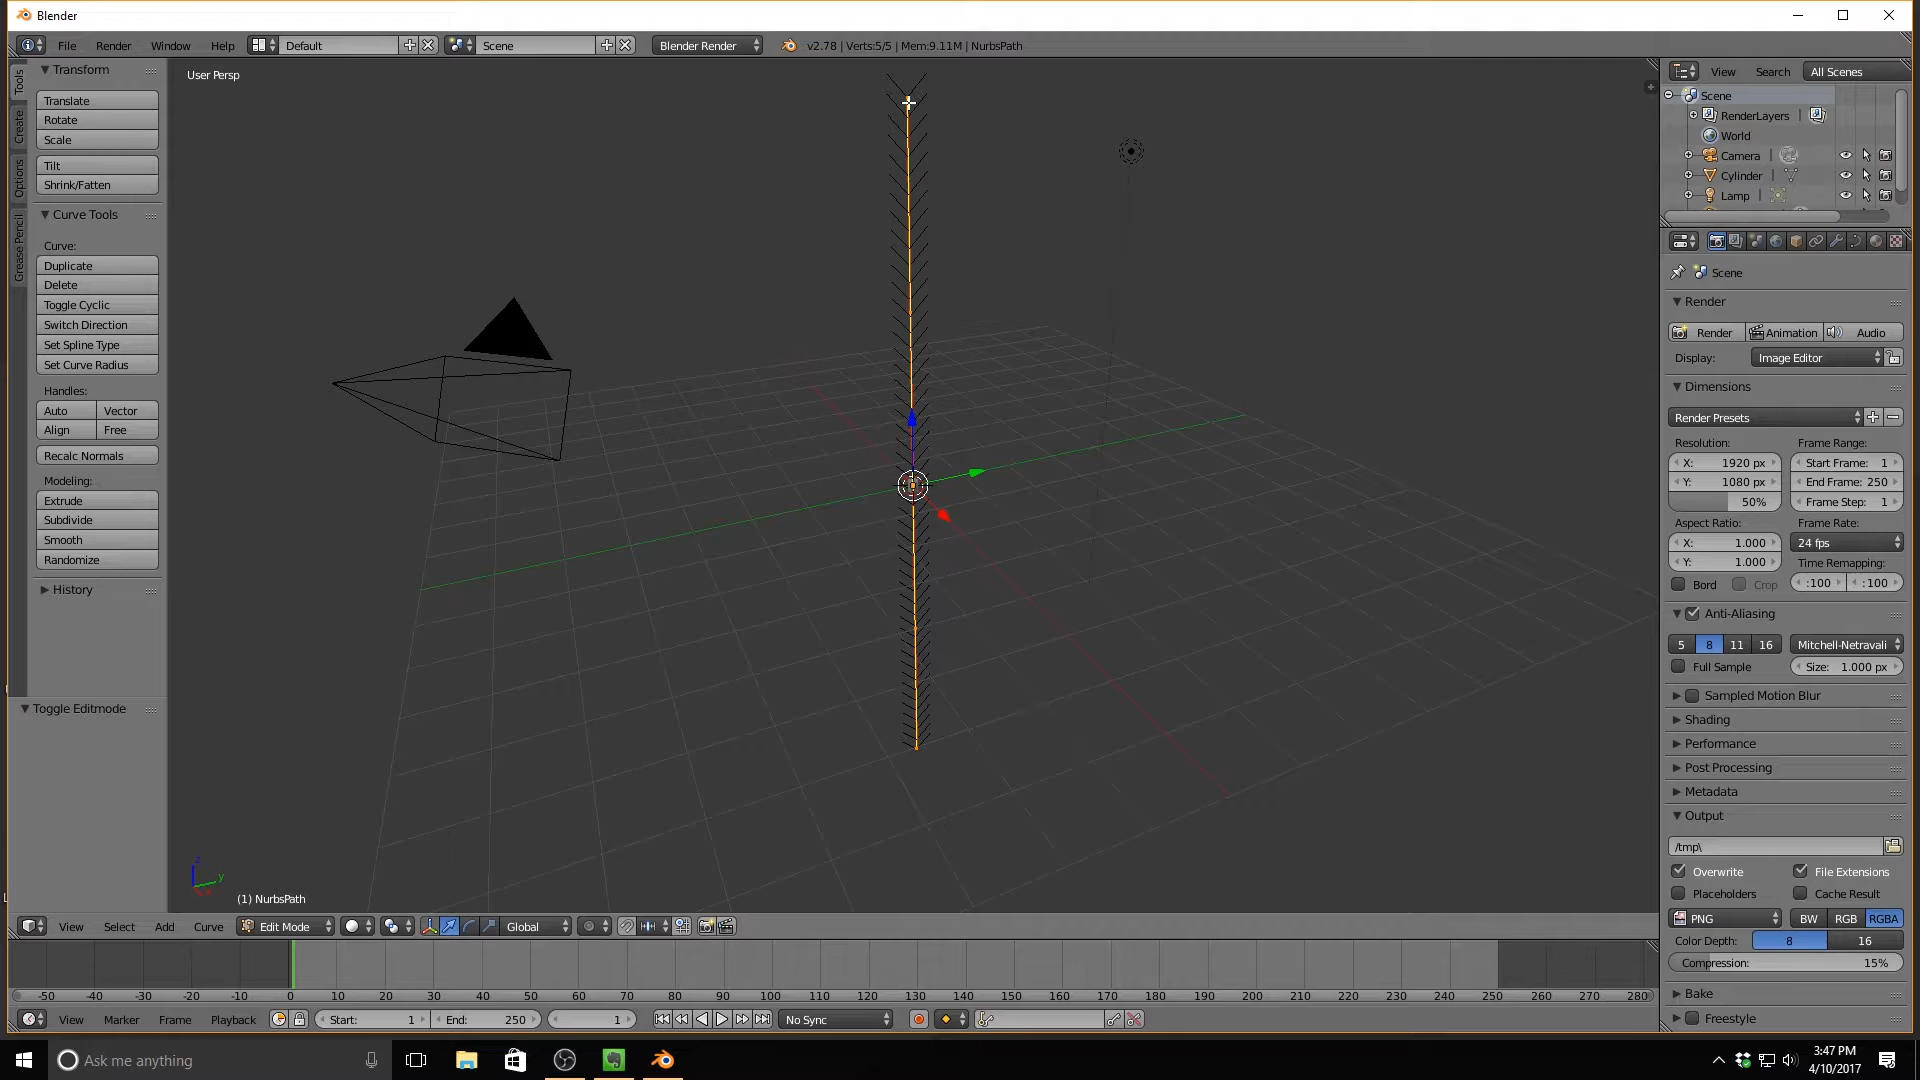 Blender
File Render Window Help Default Scene Blender Render v2.78 | Verts:5/5 | Mem:9.11M | NurbsPath
Tools
Create
Options
Grease Pencil
Transform
Translate
Rotate
Scale
Tilt
Shrink/Fatten
Curve Tools
Curve:
Duplicate
Delete
Toggle Cyclic
Switch Direction
Set Spline Type
Set Curve Radius
Handles:
Auto Vector
Align Free
Recalc Normals
Modeling:
Extrude
Subdivide
Smooth
Randomize
History
Toggle Editmode
User Persp
z
y
(1) NurbsPath
View Select Add Curve Edit Mode Global
View Search All Scenes
Scene
RenderLayers |
World
Camera |
Cylinder |
Lamp |
Scene
Render
Render Animation Audio
Display: Image Editor
Dimensions
Render Presets
Resolution: Frame Range:
X: 1920 px Start Frame: 1
Y: 1080 px End Frame: 250
50% Frame Step: 1
Aspect Ratio: Frame Rate:
X: 1.000 24 fps
Y: 1.000 Time Remapping:
Bord Crop :100 :100
Anti-Aliasing
5 8 11 16 Mitchell-Netravali
Full Sample Size: 1.000 px
Sampled Motion Blur
Shading
Performance
Post Processing
Metadata
Output
/tmp\
Overwrite File Extensions
Placeholders Cache Result
PNG BW RGB RGBA
Color Depth: 8 16
Compression: 15%
Bake
Freestyle
-50 -40 -30 -20 -10 0 10 20 30 40 50 60 70 80 90 100 110 120 130 140 150 160 170 180 190 200 210 220 230 240 250 260 270 280
View Marker Frame Playback Start: 1 End: 250 1 No Sync
Ask me anything
3:47 PM
4/10/2017